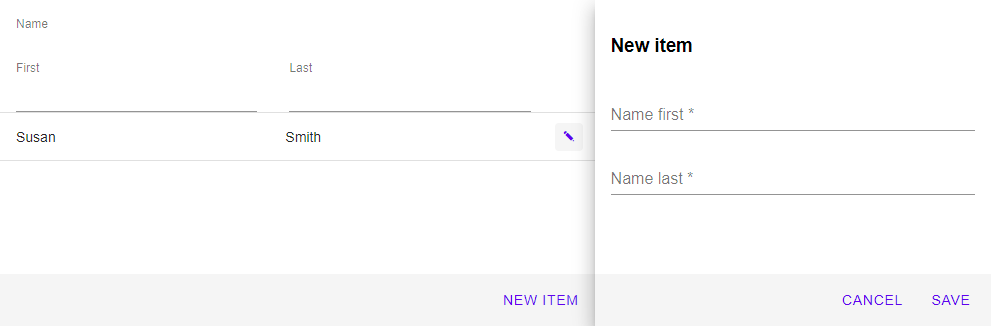 Name
First Last
Susan Smith
NEW ITEM
New item
Name first *
Name last *
CANCEL SAVE